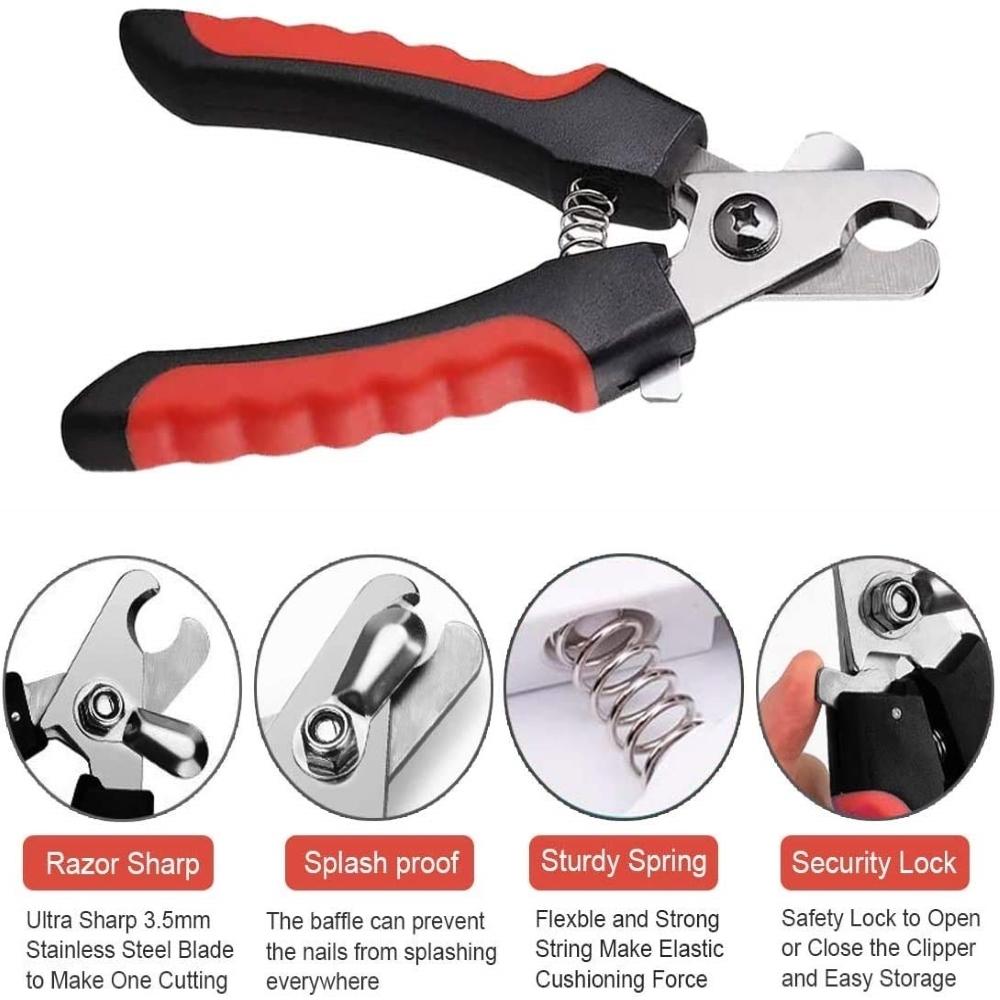 Razor Sharp
Splash proof
Sturdy Spring
Security Lock
Ultra Sharp 3.5mm
Stainless Steel Blade
to Make One Cutting
The baffle can prevent
the nails from splashing
everywhere
Flexble and Strong
String Make Elastic
Cushioning Force
Safety Lock to Open
or Close the Clipper
and Easy Storage